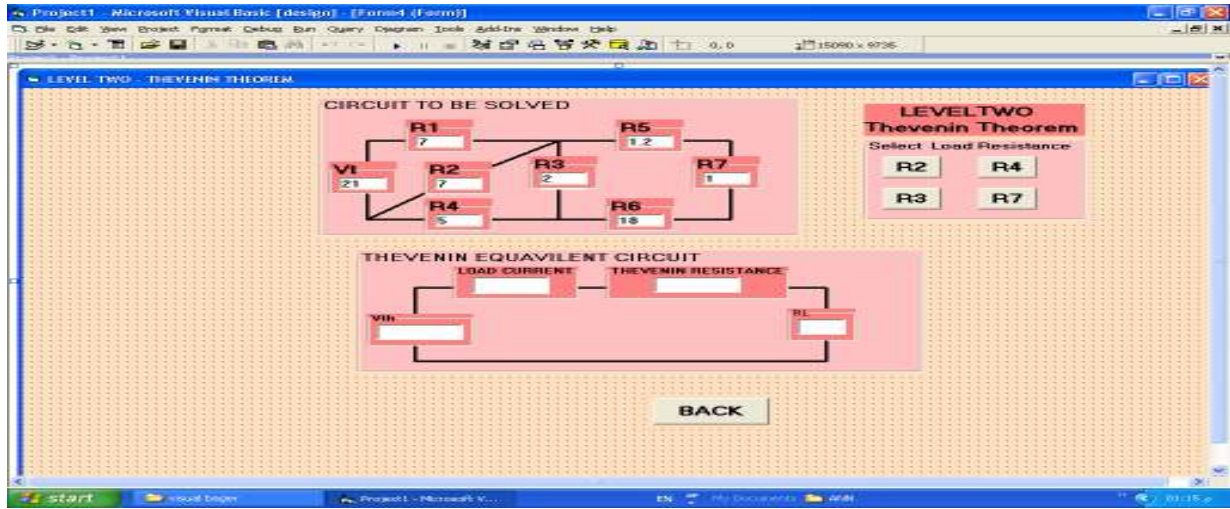 Project1 - Microsoft Visual Basic [design] - [Form4 (Form)]
File Edit View Project Format Debug Run Query Diagram Tools Add-Ins Window Help
0, 0 15090 x 9735
LEVEL TWO - THEVENIN THEOREM
CIRCUIT TO BE SOLVED
R1 R5
7 1.2
Vt R2 R3 R7
21 7 2 1
R4 R6
5 18
LEVELTWO
Thevenin Theorem
Select Load Resistance
R2 R4
R3 R7
THEVENIN EQUAVILENT CIRCUIT
LOAD CURRENT THEVENIN RESISTANCE
Vth RL
BACK
start Project1 - Microsoft V... EN My Documents